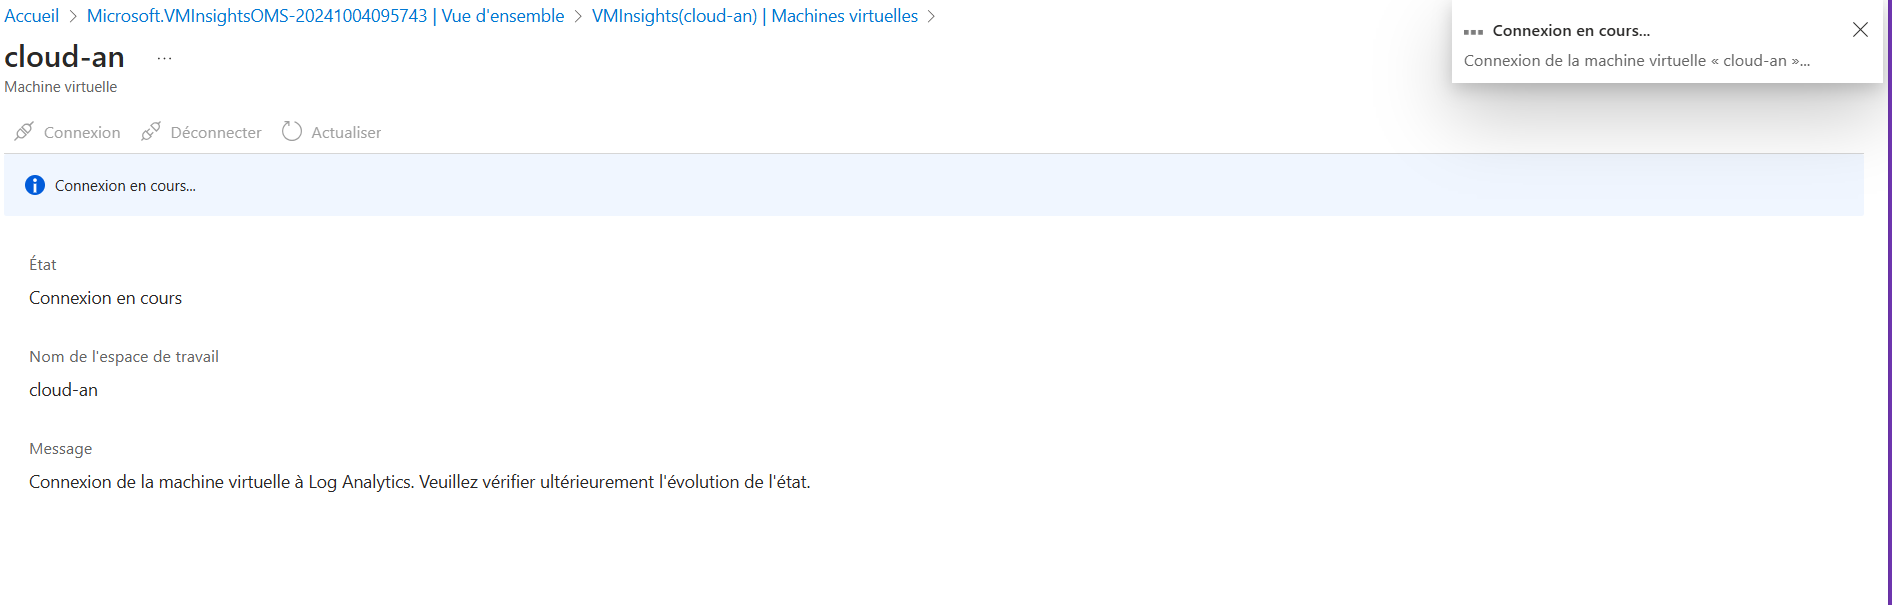 Accueil > Microsoft.VMInsightsOMS-20241004095743 | Vue d'ensemble > VMInsights(cloud-an) | Machines virtuelles >
cloud-an ...
Machine virtuelle
Connexion Déconnecter Actualiser
Connexion en cours...
État
Connexion en cours
Nom de l'espace de travail
cloud-an
Message
Connexion de la machine virtuelle à Log Analytics. Veuillez vérifier ultérieurement l'évolution de l'état.
Connexion en cours...
Connexion de la machine virtuelle « cloud-an »...